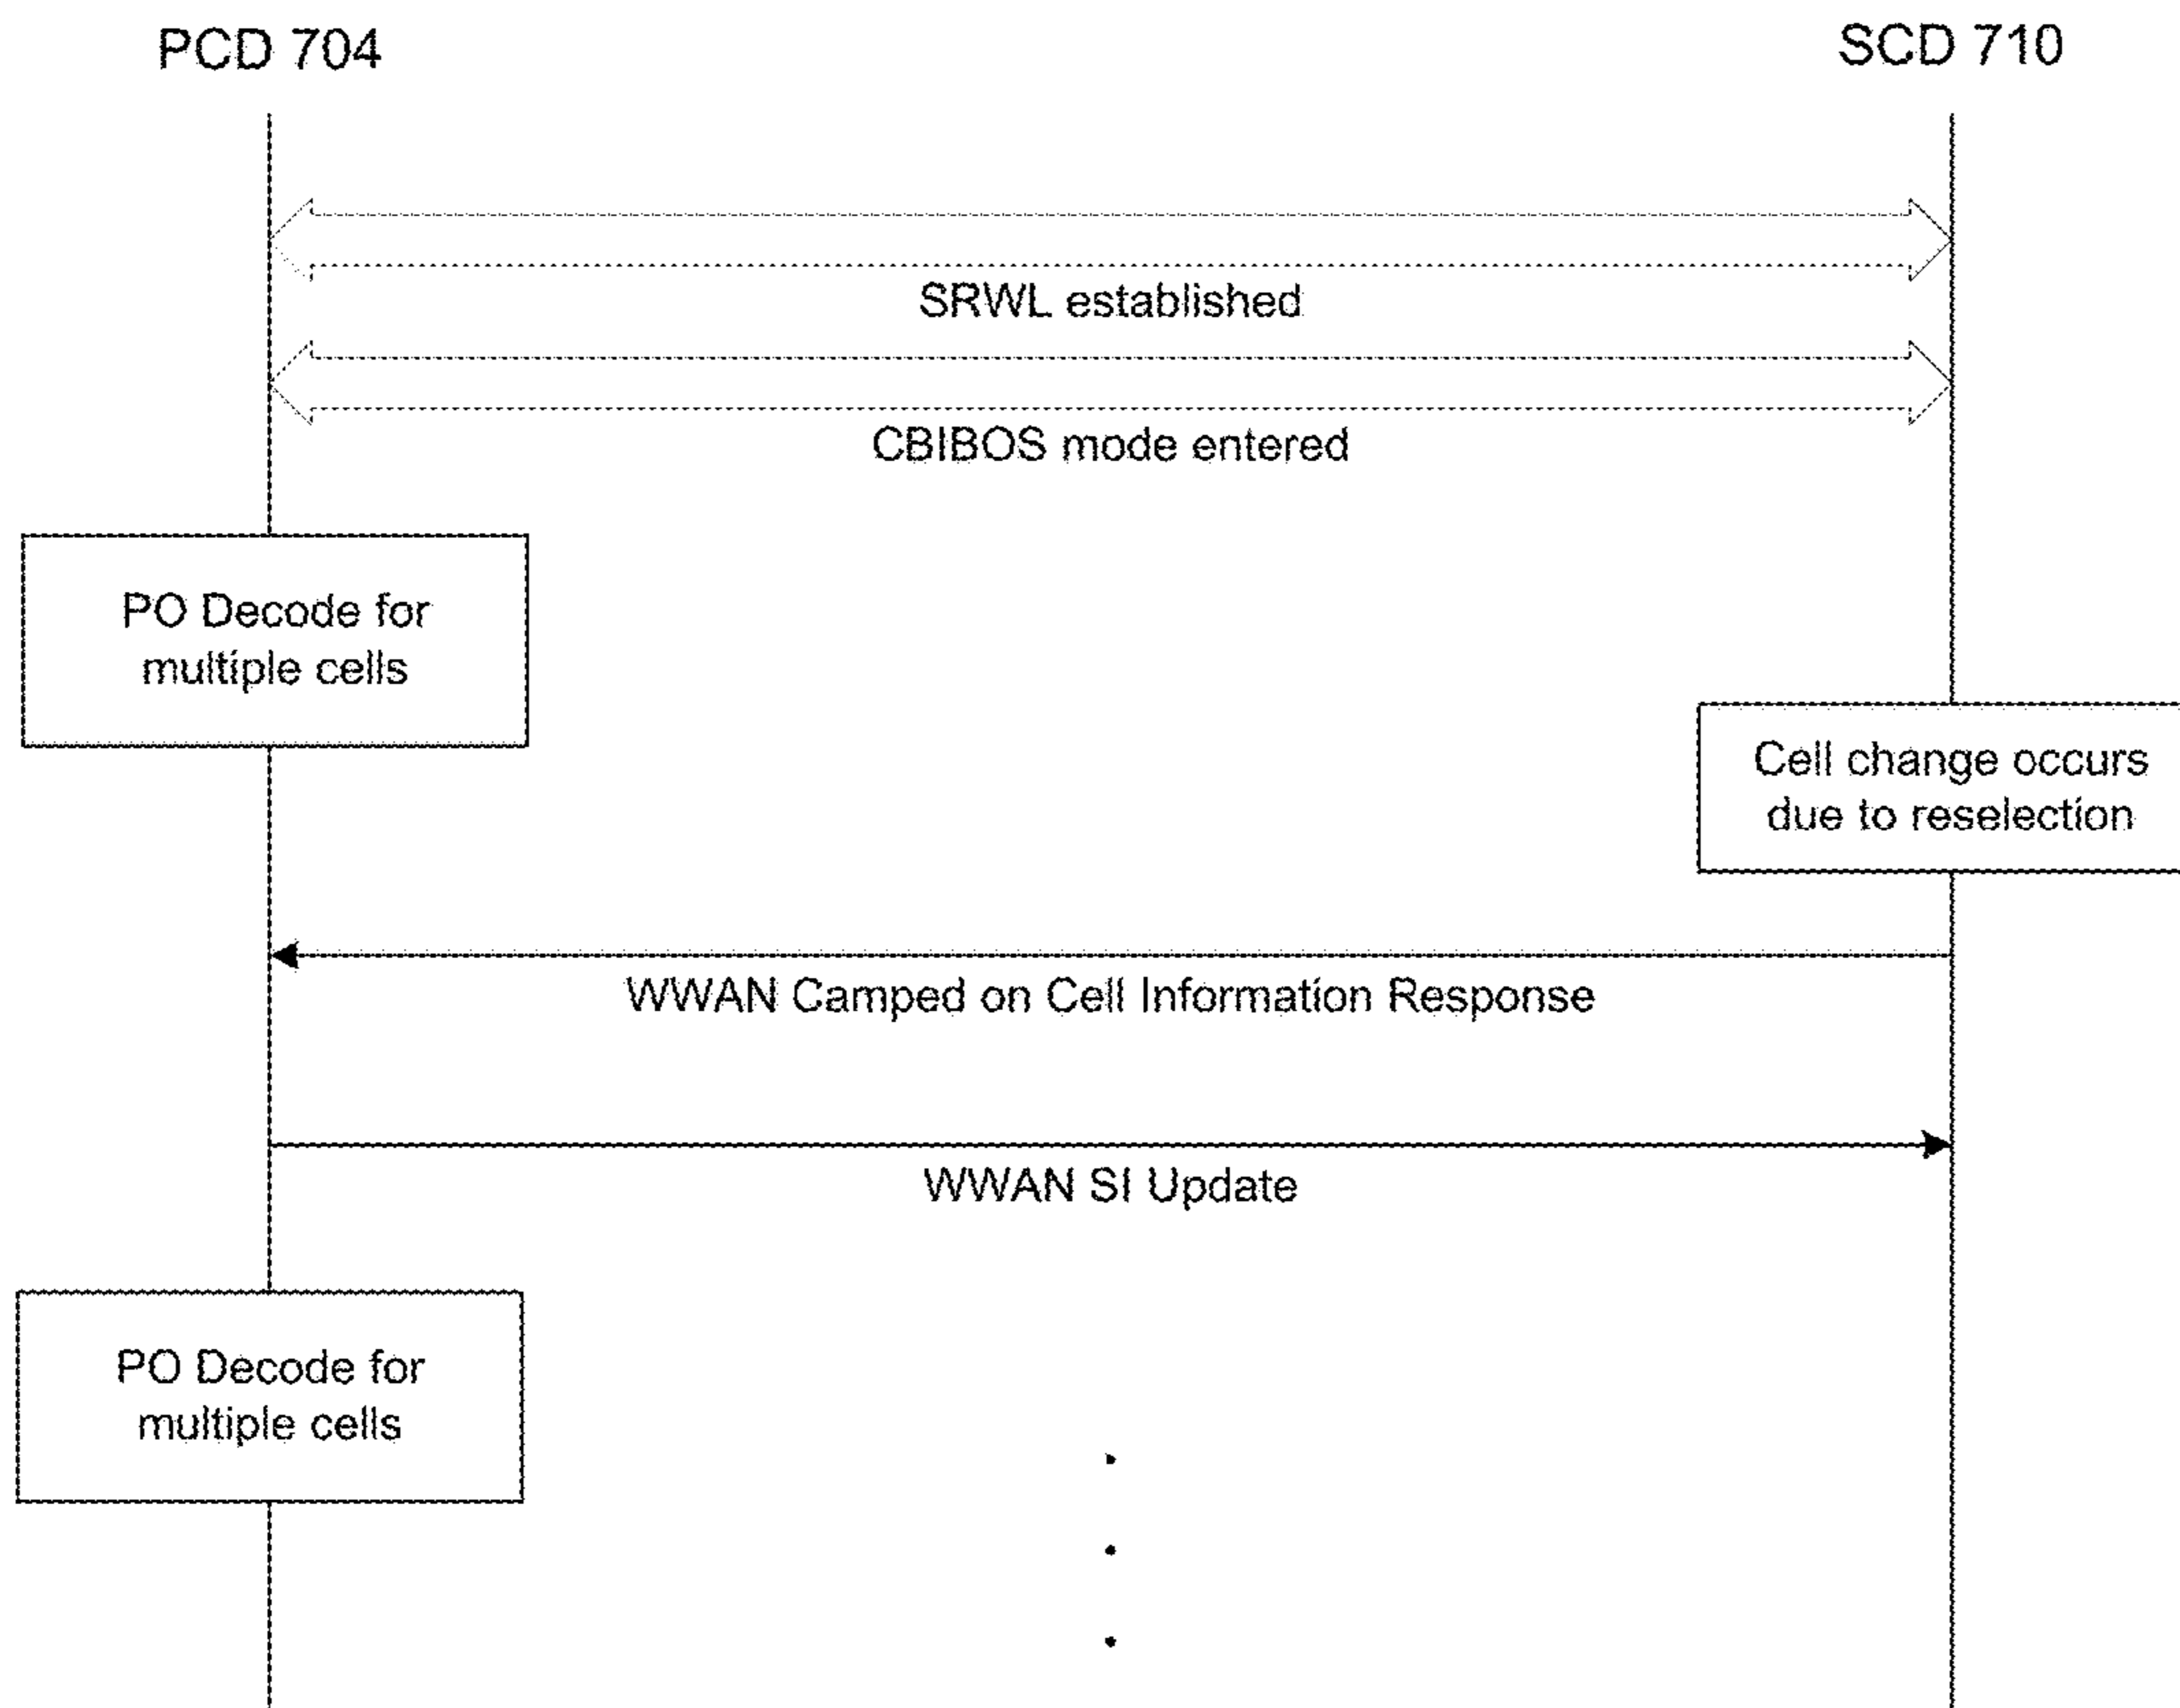 PCD 704
SCD 710
SRWL established
CBIBOS mode entered
PO Decode for
multiple cells
Cell change occurs
due to reselection
WWAN Camped on Cell Information Response
WWAN SI Update
PO Decode for
multiple cells